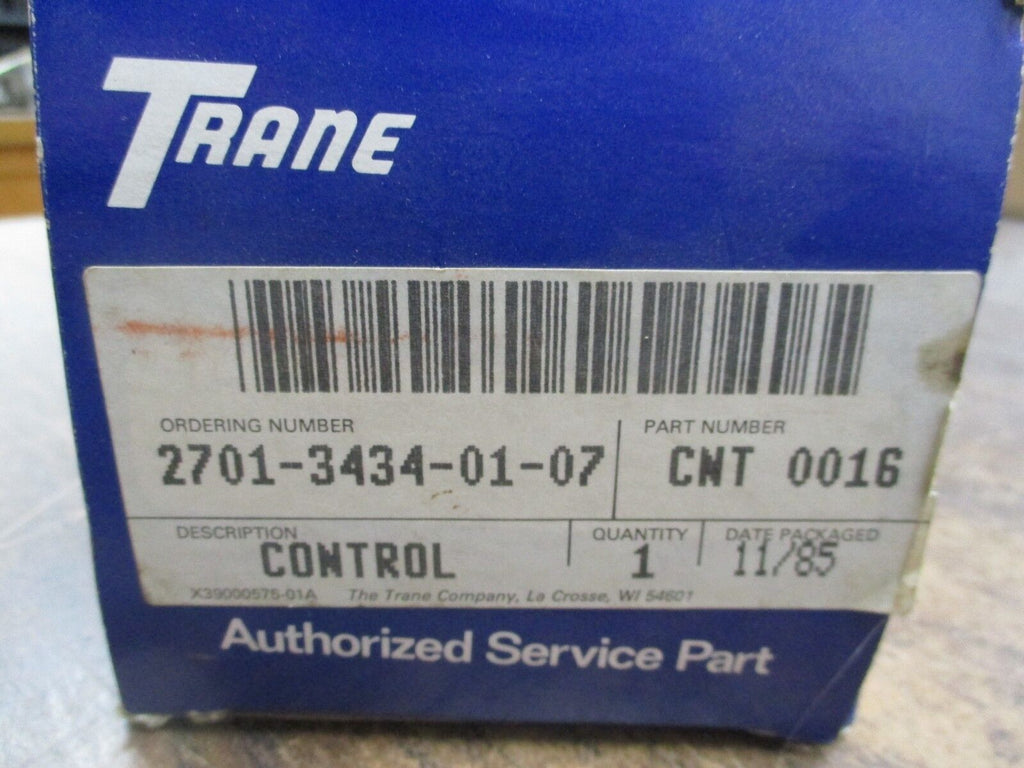 TRANE
ORDERING NUMBER
2701-3434-01-07
PART NUMBER
CNT 0016
DESCRIPTION
CONTROL
QUANTITY
1
DATE PACKAGED
11/85
X39000575-01A The Trane Company, La Crosse, WI 54601
Authorized Service Part